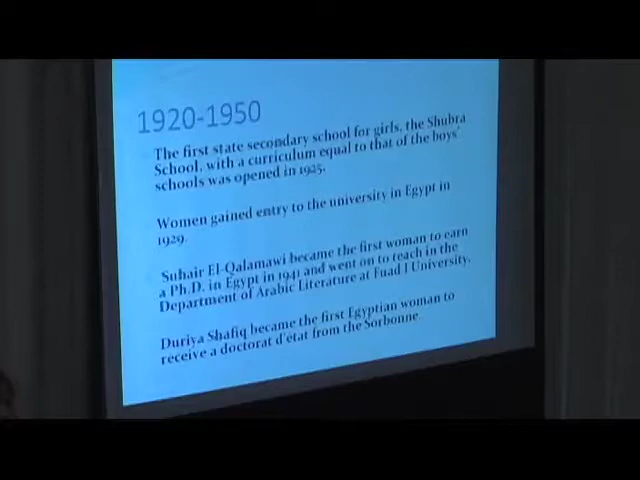 1920-1950
The first state secondary school for girls, the Shubra
School, with a curriculum equal to that of the boys'
schools was opened in 1925.
Women gained entry to the university in Egypt in
1929.
Suhair El-Qalamawi became the first woman to earn
a Ph.D. in Egypt in 1941 and went on to teach in the
Department of Arabic Literature at Fuad I University.
Duriya Shafiq became the first Egyptian woman to
receive a doctorat d'etat from the Sorbonne.